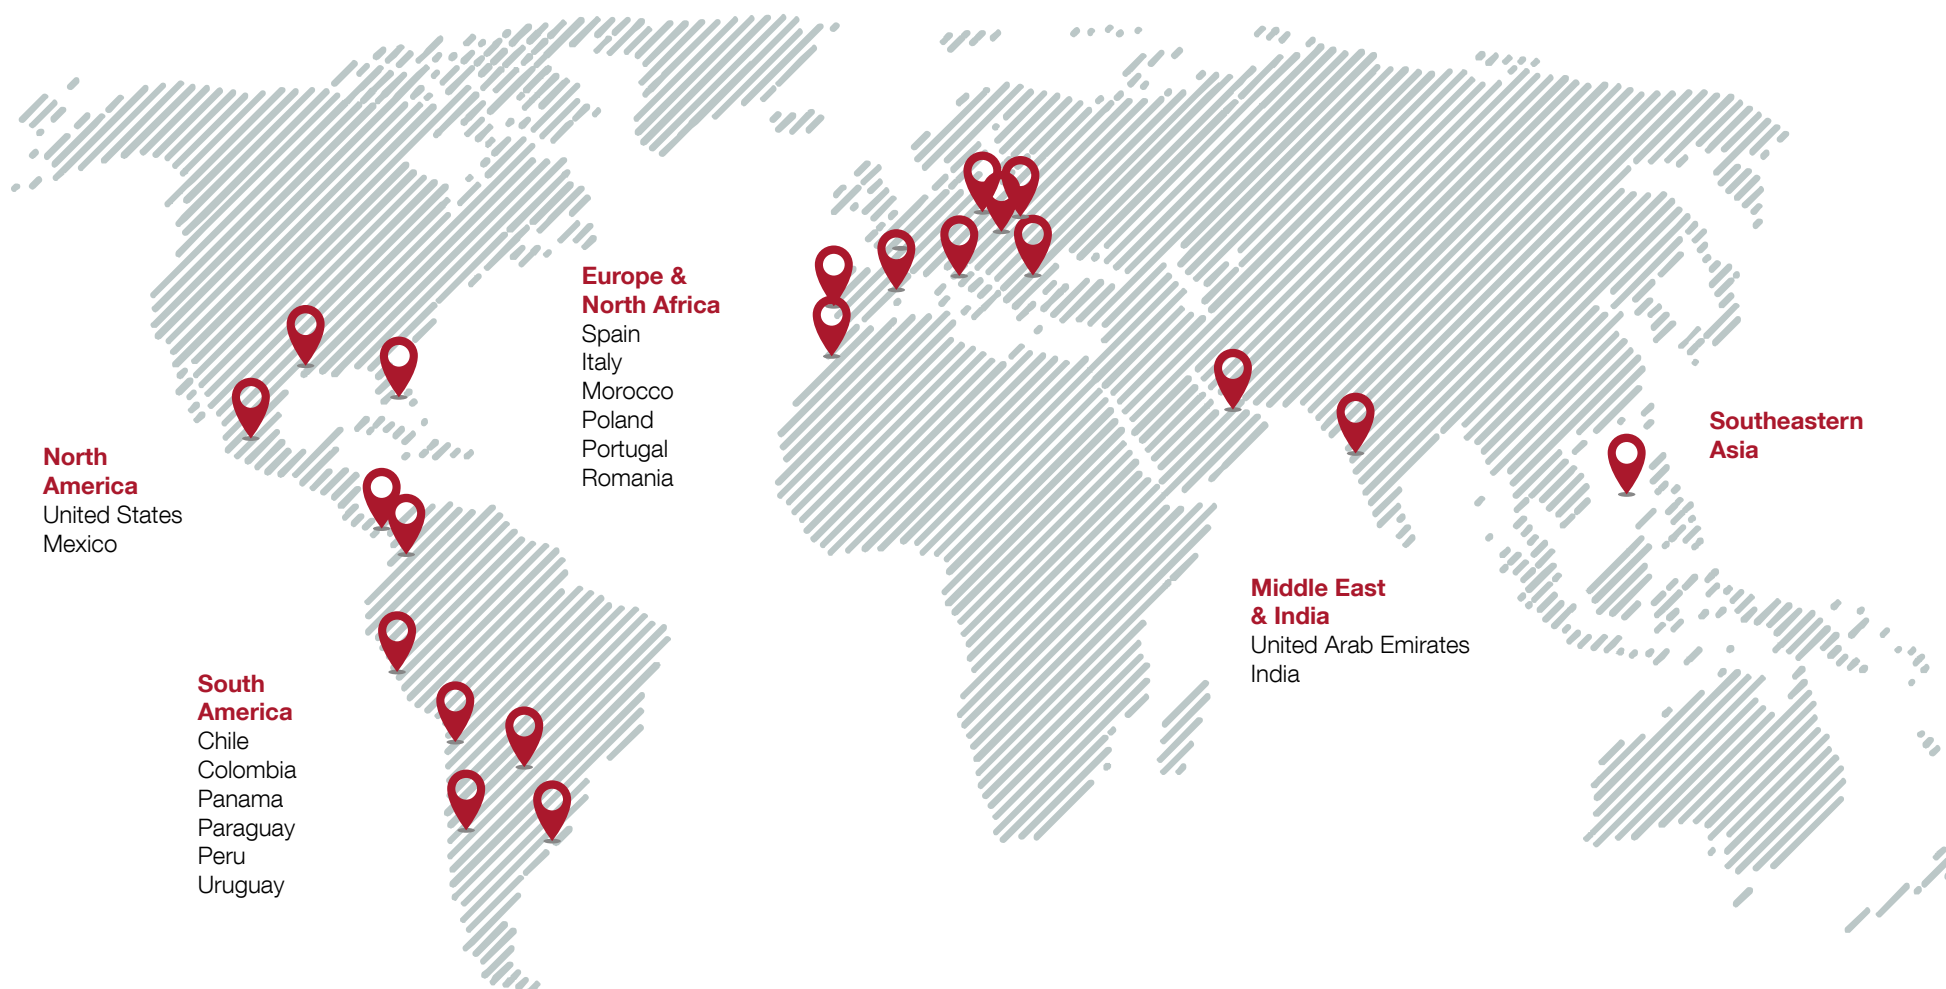 North
America
United States
Mexico
South
America
Chile
Colombia
Panama
Paraguay
Peru
Uruguay
Europe &
North Africa
Spain
Italy
Morocco
Poland
Portugal
Romania
Middle East
& India
United Arab Emirates
India
Southeastern
Asia